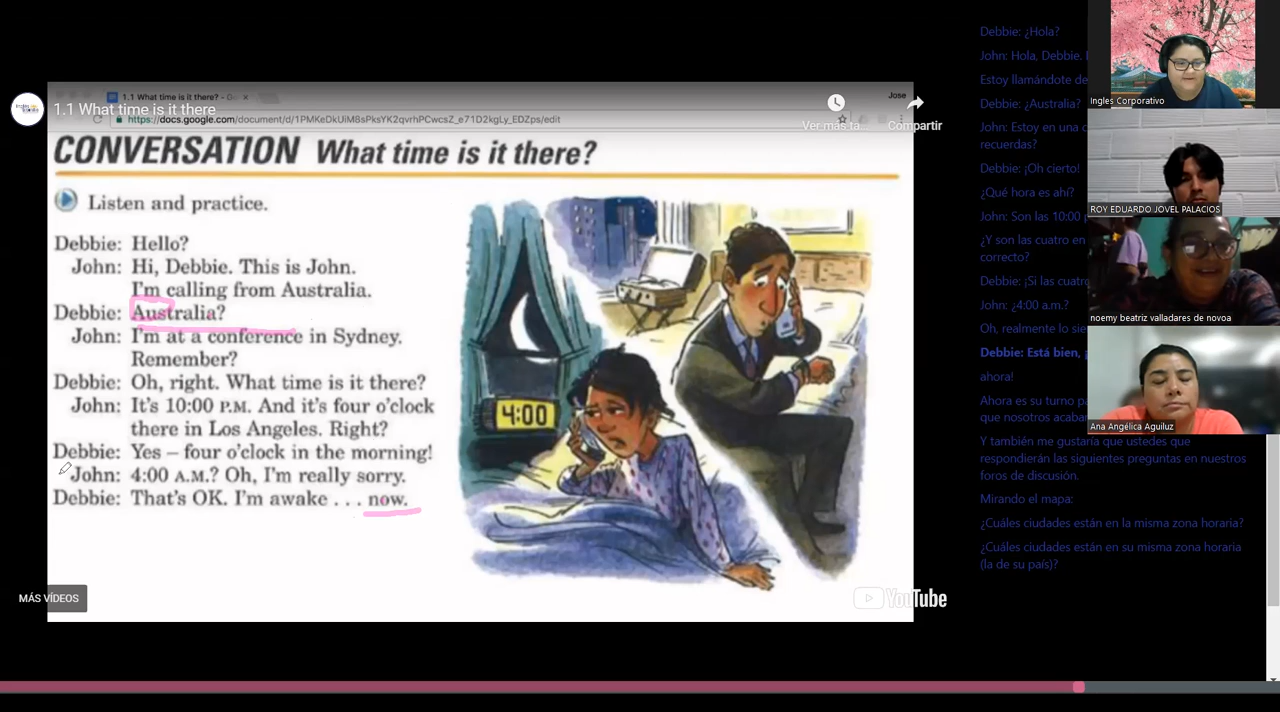 1.1 What time is it there? - D
1.1 What time is it there
Jose
https://docs.google.com/document/d/1PMKeDkUiM8sPksYK2qvrhPCwcsZ_e71D2kgLy_EDZps/edit
Ver más ta...
Compartir
CONVERSATION What time is it there?
Listen and practice.
Debbie: Hello?
John: Hi, Debbie. This is John.
I'm calling from Australia.
Debbie: Australia?
John: I'm at a conference in Sydney.
Remember?
Debbie: Oh, right. What time is it there?
John: It's 10:00 P.M. And it's four o'clock
there in Los Angeles. Right?
Debbie: Yes – four o'clock in the morning!
John: 4:00 A.M.? Oh, I'm really sorry.
Debbie: That's OK. I'm awake . . . now.
4:00
MÁS VÍDEOS
YouTube
Debbie: ¿Hola?
John: Hola, Debbie.
Estoy llamándote de
Debbie: ¿Australia?
John: Estoy en una
recuerdas?
Debbie: ¡Oh cierto!
¿Qué hora es ahí?
John: Son las 10:00
¿Y son las cuatro en
correcto?
Debbie: ¡Si las cuatro
John: ¿4:00 a.m.?
Oh, realmente lo
Debbie: Está bien,
ahora!
Ahora es su turno
que nosotros
Y también me gustaría que ustedes que
respondierán las siguientes preguntas en nuestros
foros de discusión.
Mirando el mapa:
¿Cuáles ciudades están en la misma zona horaria?
¿Cuáles ciudades están en su misma zona horaria
(la de su país)?
Ingles Corporativo
ROY EDUARDO JOVEL PALACIOS
noemy beatriz valladares de novoa
Ana Angélica Aguiluz